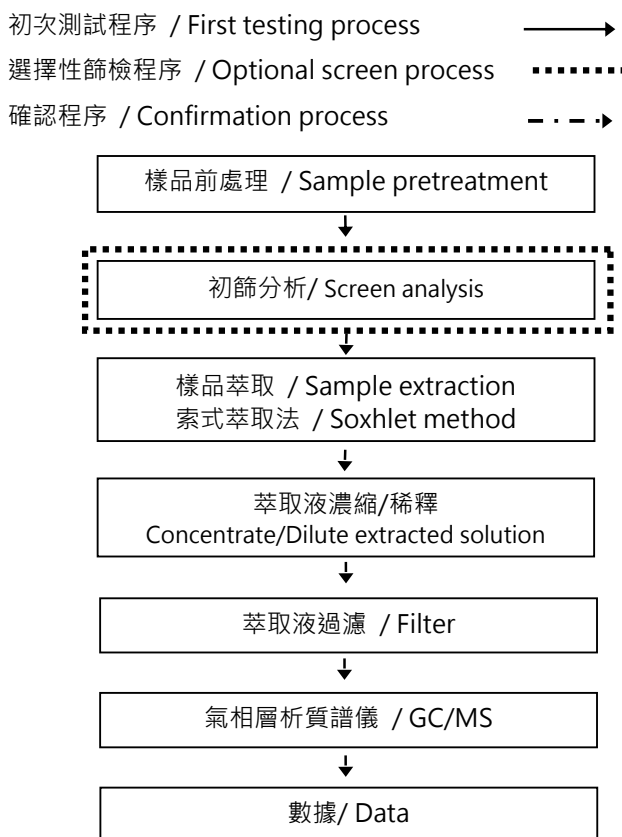 初次測試程序 / First testing process
選擇性篩檢程序 / Optional screen process
確認程序 / Confirmation process
樣品前處理 / Sample pretreatment
初篩分析/ Screen analysis
樣品萃取 / Sample extraction
索式萃取法 / Soxhlet method
萃取液濃縮/稀釋
Concentrate/Dilute extracted solution
萃取液過濾 / Filter
氣相層析質譜儀 / GC/MS
數據/ Data